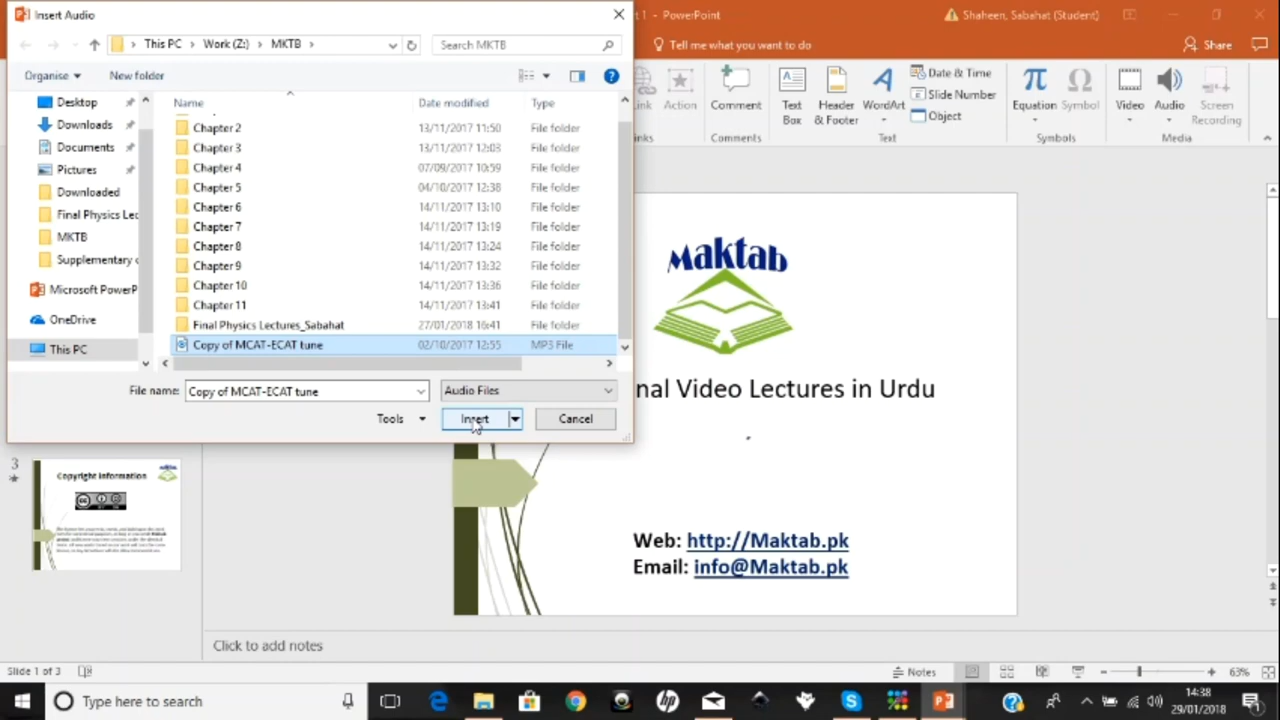 Insert Audio
This PC > Work (Z:) > MKTB >
Search MKTB
Organise
New folder
Name
Date modified
Type
Desktop
Downloads
Documents
Pictures
Downloaded
Final Physics Lec
MKTB
Supplementary
Microsoft PowerP
OneDrive
This PC
Chapter 2 13/11/2017 11:50 File folder
Chapter 3 13/11/2017 12:03 File folder
Chapter 4 07/09/2017 10:59 File folder
Chapter 5 04/10/2017 12:38 File folder
Chapter 6 14/11/2017 13:10 File folder
Chapter 7 14/11/2017 13:19 File folder
Chapter 8 14/11/2017 13:24 File folder
Chapter 9 14/11/2017 13:32 File folder
Chapter 10 14/11/2017 13:36 File folder
Chapter 11 14/11/2017 13:41 File folder
Final Physics Lectures_Sabahat 27/01/2018 16:41 File folder
Copy of MCAT-ECAT tune 02/10/2017 12:55 MP3 File
File name: Copy of MCAT-ECAT tune
Audio Files
Tools
Insert
Cancel
1 - PowerPoint
Shaheen, Sabahat (Student)
Tell me what you want to do
Share
ink
Action
Comment
Text Box
Header & Footer
WordArt
Date & Time
Slide Number
Object
Equation
Symbol
Video
Audio
Screen Recording
nks
Comments
Text
Symbols
Media
Maktab
nal Video Lectures in Urdu
Web: http://Maktab.pk
Email: info@Maktab.pk
3
Copyright Information
Click to add notes
Slide 1 of 3
Notes
63%
Type here to search
14:38
29/01/2018